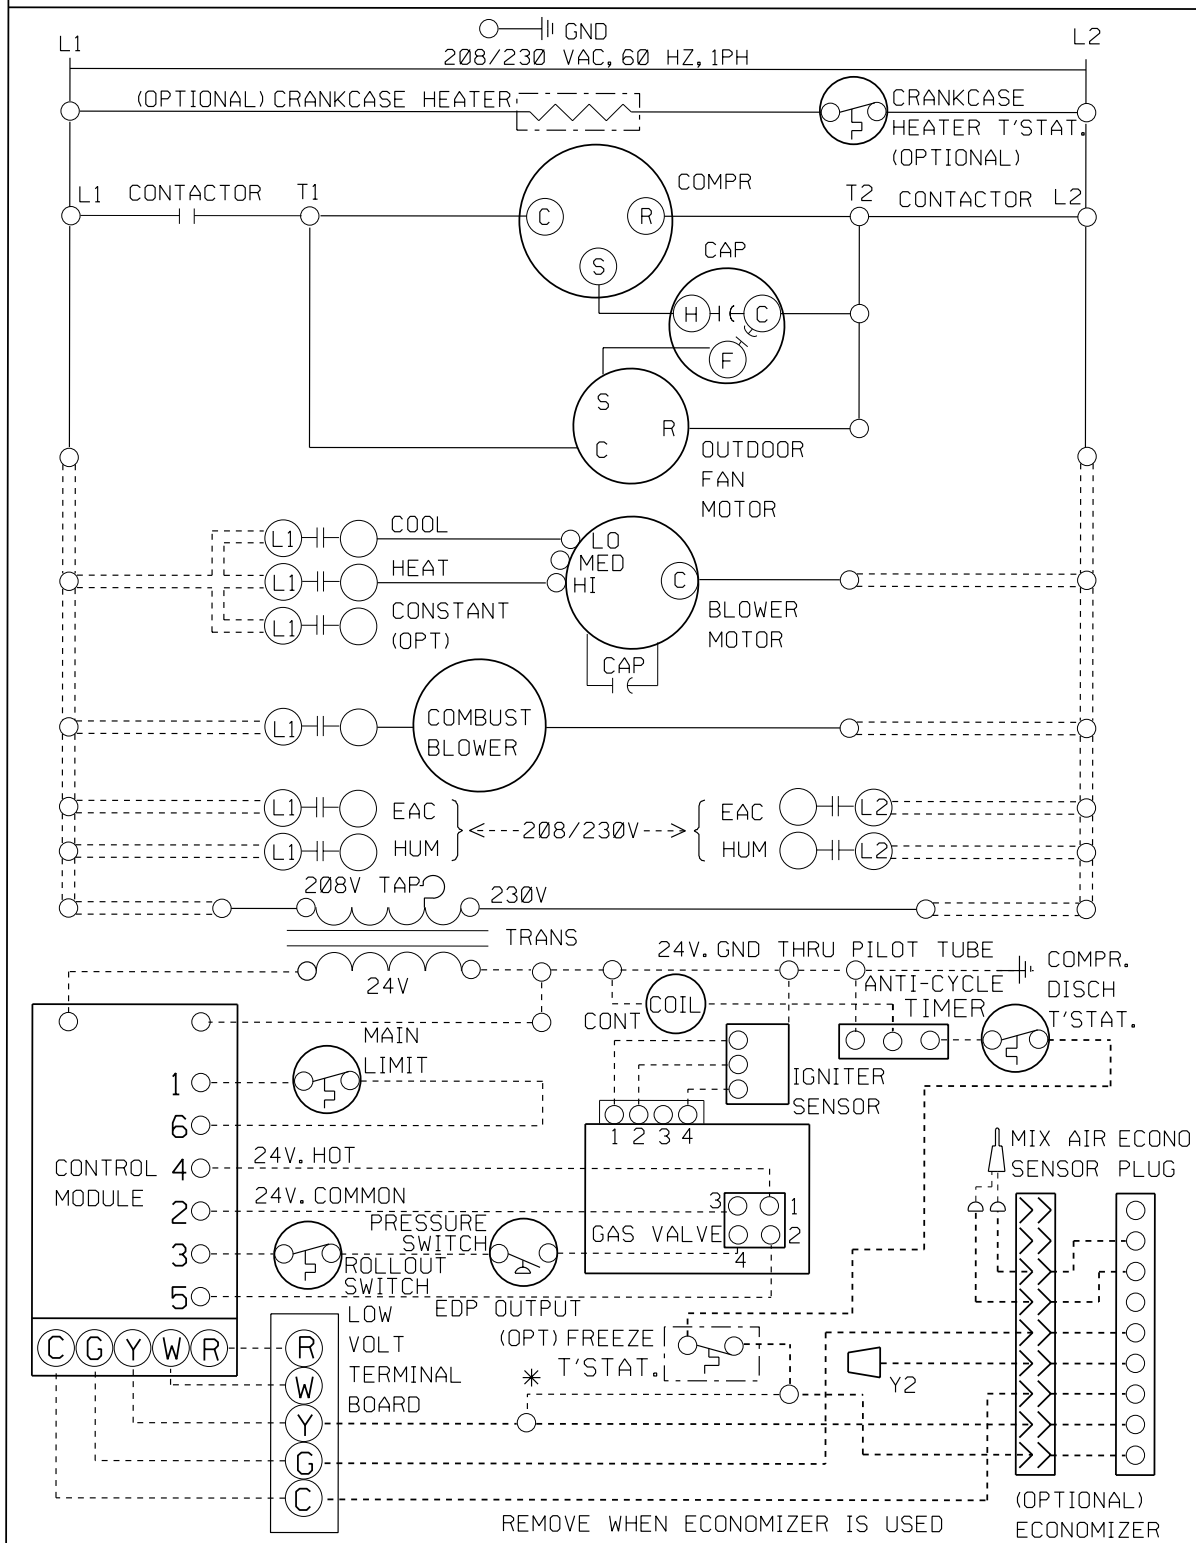 GND
L1
L2
208/230 VAC, 60 HZ, 1PH
(OPTIONAL) CRANKCASE HEATER
CRANKCASE
HEATER T'STAT.
(OPTIONAL)
COMPR
L1 CONTACTOR T1
T2 CONTACTOR L2
C R
S
CAP
H C
F
S
R
C
OUTDOOR
FAN
MOTOR
L1 COOL
LO
MED
L1 HEAT
HI
C
L1 CONSTANT
(OPT)
BLOWER
MOTOR
CAP
L1
COMBUST
BLOWER
L1 EAC
208/230V
EAC L2
L1 HUM
HUM L2
208V TAP
230V
TRANS
24V
24V. GND THRU PILOT TUBE
COMPR.
DISCH
T'STAT.
ANTI-CYCLE
TIMER
CONT COIL
MAIN
LIMIT
IGNITER
SENSOR
1
6
4
2
3
5
CONTROL
MODULE
24V. HOT
24V. COMMON
PRESSURE
SWITCH
ROLLOUT
SWITCH
1 2 3 4
3 1
GAS VALVE 2
4
MIX AIR
SENSOR
ECONO
PLUG
EDP OUTPUT
C G Y W R
LOW
VOLT
TERMINAL
BOARD
R
W
Y
G
C
(OPT) FREEZE
T'STAT.
*
Y2
(OPTIONAL)
ECONOMIZER
REMOVE WHEN ECONOMIZER IS USED